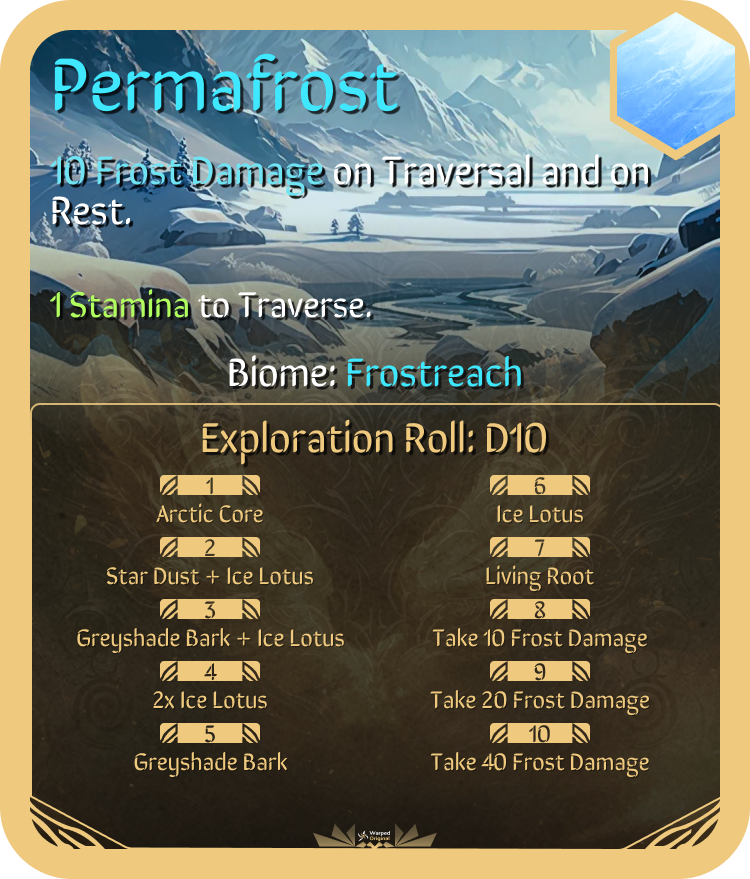 Permafrost
10 Frost Damage on Traversal and on
Rest.
1 Stamina to Traverse.
Biome: Frostreach
Exploration Roll: D10
1
Arctic Core
2
Star Dust + Ice Lotus
3
Greyshade Bark + Ice Lotus
4
2x Ice Lotus
5
Greyshade Bark
6
Ice Lotus
7
Living Root
8
Take 10 Frost Damage
9
Take 20 Frost Damage
10
Take 40 Frost Damage
Warped
Original